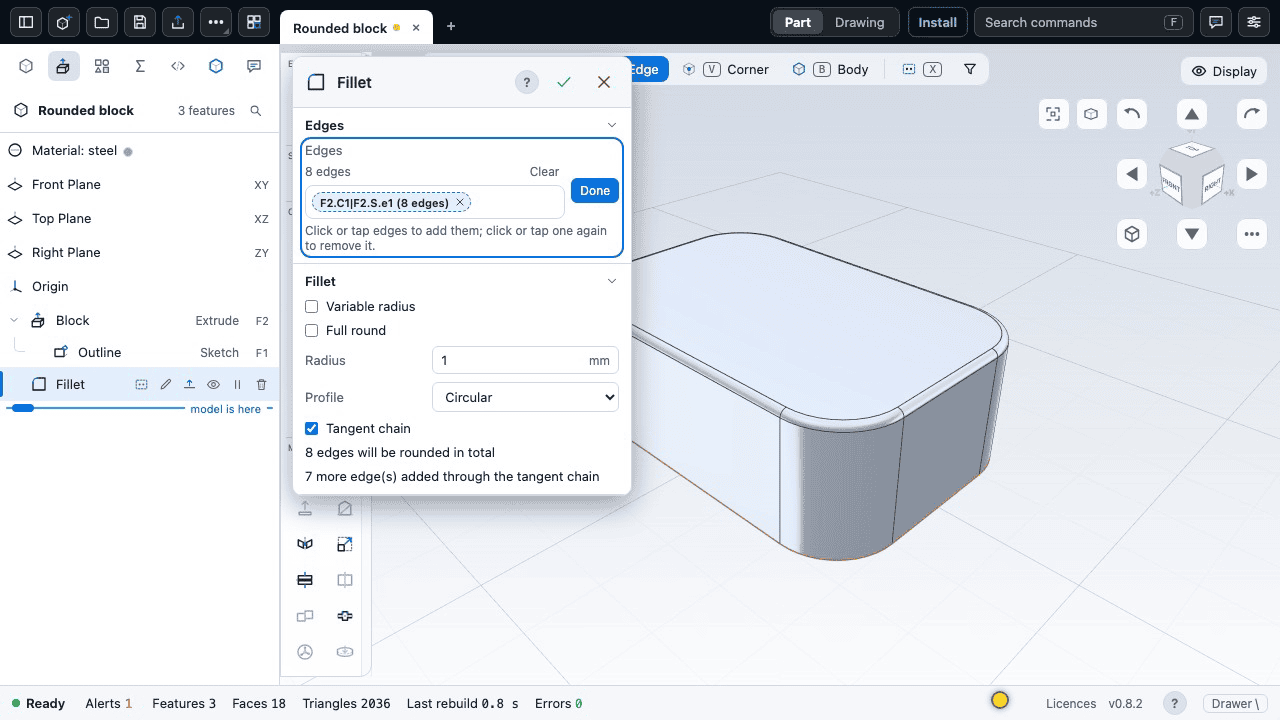 Rounded block
Part
Drawing
Install
Search commands
F
Edge
V
Corner
B
Body
X
Display
Rounded block
3 features
Material: steel
Front Plane
XY
Top Plane
XZ
Right Plane
ZY
Origin
Block
Extrude
F2
Outline
Sketch
F1
Fillet
model is here
Fillet
?
Edges
Edges
8 edges
Clear
F2.C1|F2.S.e1 (8 edges)
Done
Click or tap edges to add them; click or tap one again
to remove it.
Fillet
Variable radius
Full round
Radius
1
mm
Profile
Circular
Tangent chain
8 edges will be rounded in total
7 more edge(s) added through the tangent chain
FRONT
RIGHT
+Z
+X
Ready
Alerts 1
Features 3
Faces 18
Triangles 2036
Last rebuild 0.8 s
Errors 0
Licences
v0.8.2
?
Drawer \